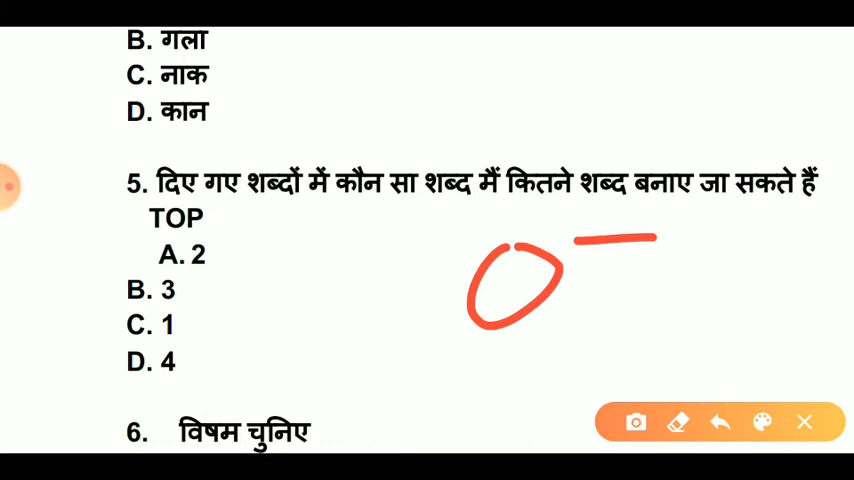 B. गला
C. नाक
D. कान
5. दिए गए शब्दों में कौन सा शब्द मैं कितने शब्द बनाए जा सकते हैं
TOP
A. 2
B. 3
C. 1
D. 4
6. विषम चुनिए